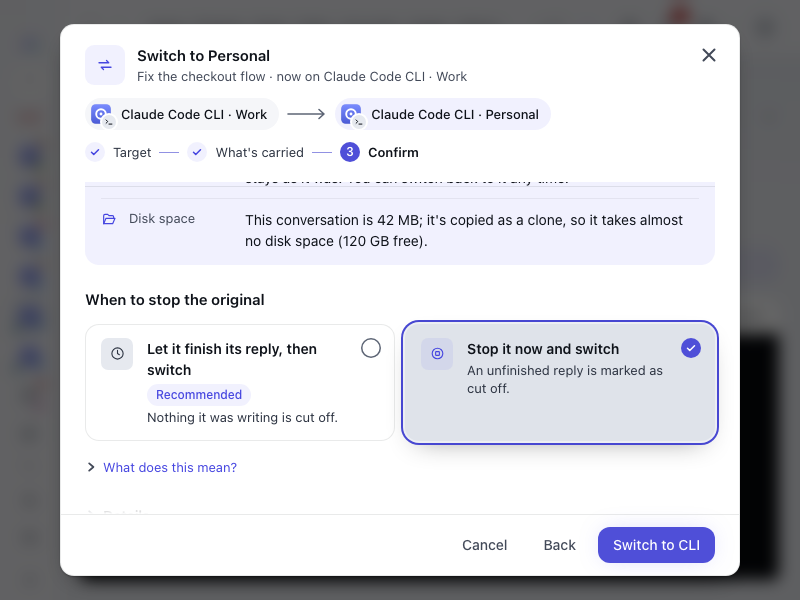 Switch to Personal
Fix the checkout flow · now on Claude Code CLI · Work
Claude Code CLI · Work
Claude Code CLI · Personal
Target
What's carried
3 Confirm
Disk space
This conversation is 42 MB; it's copied as a clone, so it takes almost
no disk space (120 GB free).
When to stop the original
Let it finish its reply, then
switch
Recommended
Nothing it was writing is cut off.
Stop it now and switch
An unfinished reply is marked as
cut off.
What does this mean?
Cancel
Back
Switch to CLI